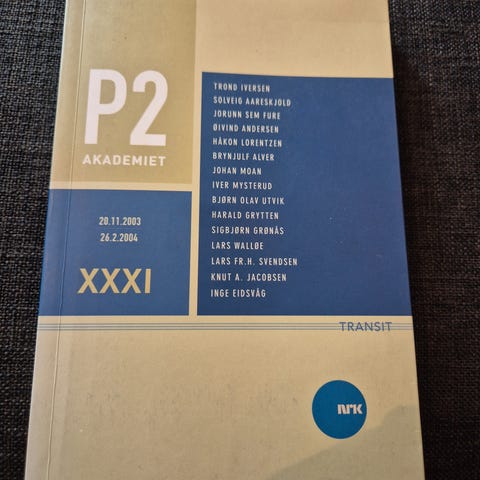 P2
AKADEMIET
20.11.2003
26.2.2004
XXXI
TROND IVERSEN
SOLVEIG AARESKJOLD
JORUNN SEM FURE
ØIVIND ANDERSEN
HÅKON LORENTZEN
BRYNJULF ALVER
JOHAN MOAN
IVER MYSTERUD
BJØRN OLAV UTVIK
HARALD GRYTTEN
SIGBJØRN GRØNÅS
LARS WALLØE
LARS FR.H. SVENDSEN
KNUT A. JACOBSEN
INGE EIDSVÅG
TRANSIT
NRK